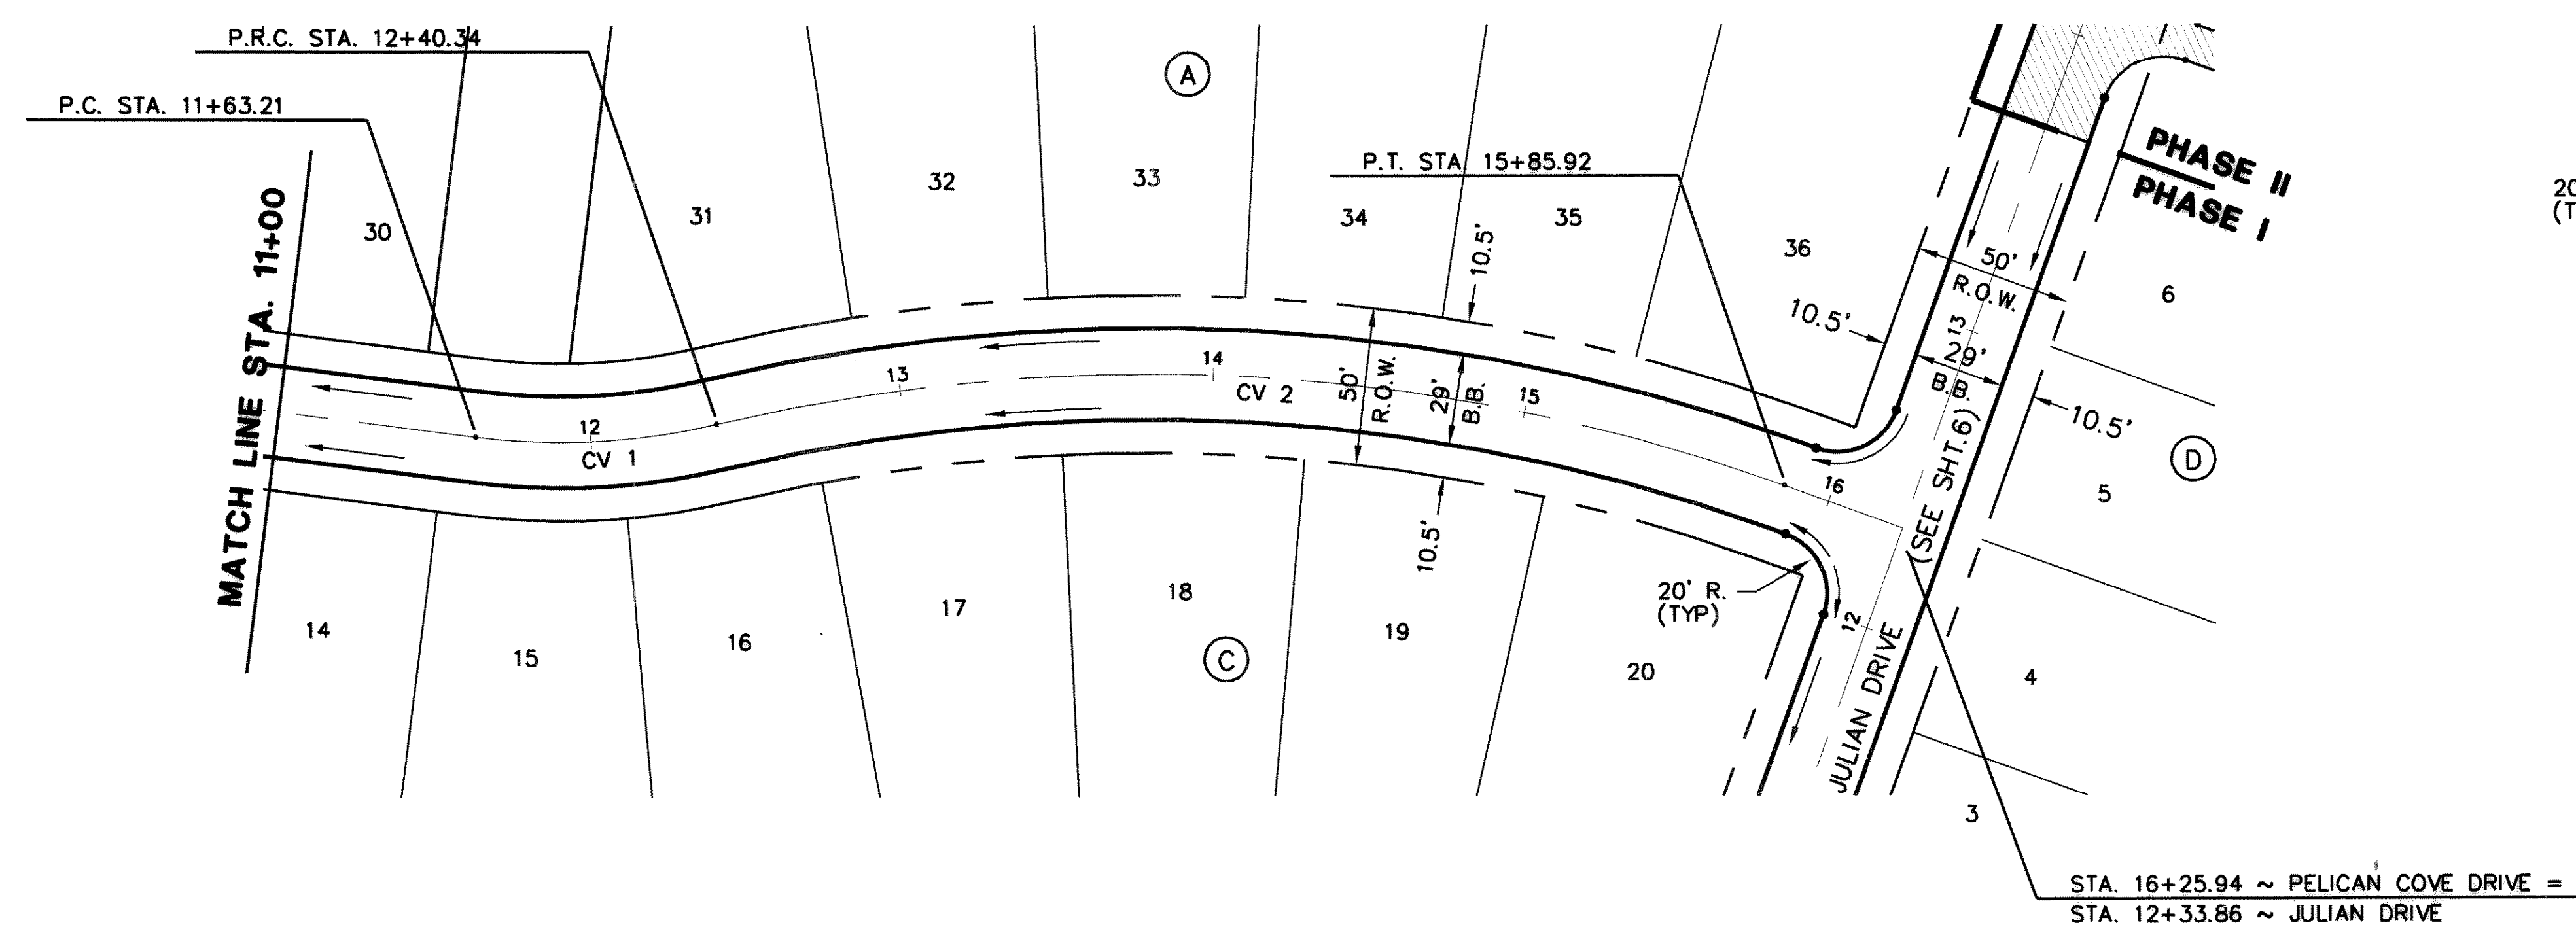 P.R.C. STA. 12+40.34
P.C. STA. 11+63.21
MATCH LINE STA. 11+00
30
31
32
33
A
34
35
36
P.T. STA. 15+85.92
10.5'
PHASE II
PHASE I
20
(T
50'
R.O.W.
10.5'
13
29'
B.B.
6
10.5'
D
5
4
3
12
CV 1
13
14
CV 2
50'
R.O.W.
29'
B.B.
15
16
10.5'
(SEE SHT.6)
20' R.
(TYP)
12
JULIAN DRIVE
14
15
16
17
18
C
19
20
STA. 16+25.94 ~ PELICAN COVE DRIVE =
STA. 12+33.86 ~ JULIAN DRIVE